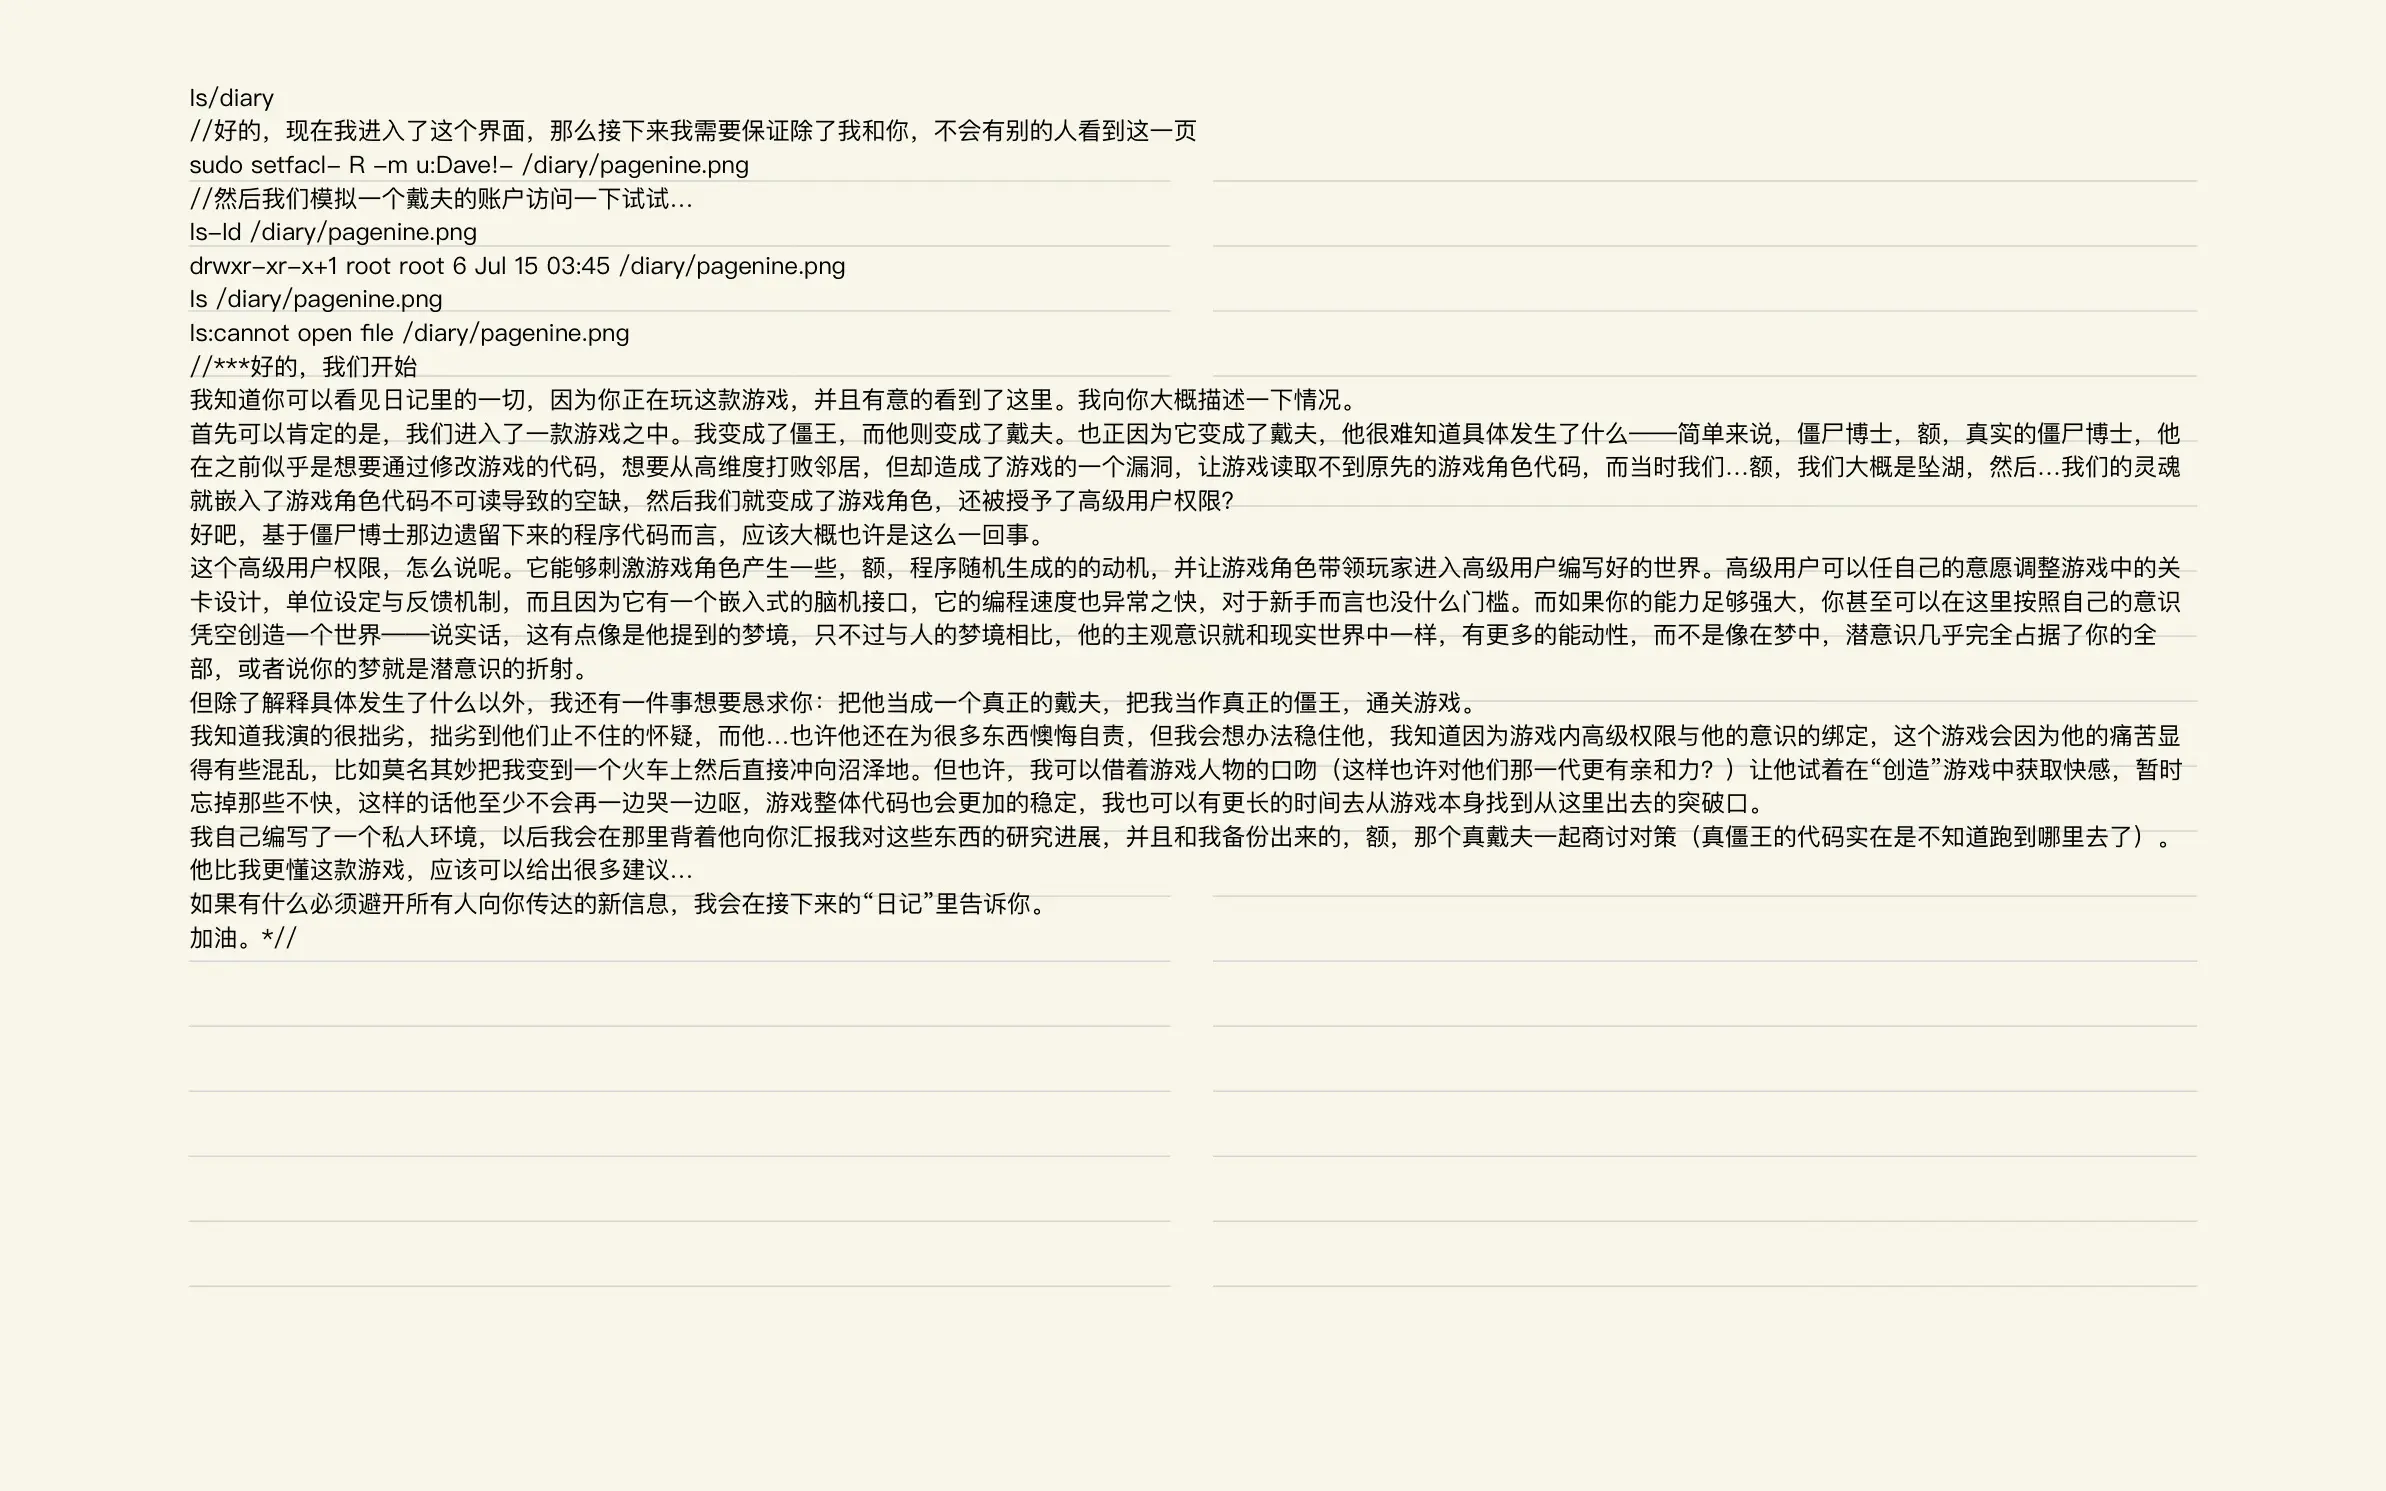 ls/diary
//好的，现在我进入了这个界面，那么接下来我需要保证除了我和你，不会有别的人看到这一页
sudo setfacl- R -m u:Dave!- /diary/pagenine.png
//然后我们模拟一个戴夫的账户访问一下试试…
ls-ld /diary/pagenine.png
drwxr-xr-x+1 root root 6 Jul 15 03:45 /diary/pagenine.png
ls /diary/pagenine.png
ls:cannot open file /diary/pagenine.png
//***好的，我们开始
我知道你可以看见日记里的一切，因为你正在玩这款游戏，并且有意的看到了这里。我向你大概描述一下情况。
首先可以肯定的是，我们进入了一款游戏之中。我变成了僵王，而他则变成了戴夫。也正因为它变成了戴夫，他很难知道具体发生了什么——简单来说，僵尸博士，额，真实的僵尸博士，他
在之前似乎是想要通过修改游戏的代码，想要从高维度打败邻居，但却造成了游戏的一个漏洞，让游戏读取不到原先的游戏角色代码，而当时我们…额，我们大概是坠湖，然后…我们的灵魂
就嵌入了游戏角色代码不可读导致的空缺，然后我们就变成了游戏角色，还被授予了高级用户权限？
好吧，基于僵尸博士那边遗留下来的程序代码而言，应该大概也许是这么一回事。
这个高级用户权限，怎么说呢。它能够刺激游戏角色产生一些，额，程序随机生成的的动机，并让游戏角色带领玩家进入高级用户编写好的世界。高级用户可以任自己的意愿调整游戏中的关
卡设计，单位设定与反馈机制，而且因为它有一个嵌入式的脑机接口，它的编程速度也异常之快，对于新手而言也没什么门槛。而如果你的能力足够强大，你甚至可以在这里按照自己的意识
凭空创造一个世界——说实话，这有点像是他提到的梦境，只不过与人的梦境相比，他的主观意识就和现实世界中一样，有更多的能动性，而不是像在梦中，潜意识几乎完全占据了你的全
部，或者说你的梦就是潜意识的折射。
但除了解释具体发生了什么以外，我还有一件事想要恳求你：把他当成一个真正的戴夫，把我当作真正的僵王，通关游戏。
我知道我演的很拙劣，拙劣到他们止不住的怀疑，而他…也许他还在为很多东西懊悔自责，但我会想办法稳住他，我知道因为游戏内高级权限与他的意识的绑定，这个游戏会因为他的痛苦显
得有些混乱，比如莫名其妙把我变到一个火车上然后直接冲向沼泽地。但也许，我可以借着游戏人物的口吻（这样也许对他们那一代更有亲和力？）让他试着在“创造”游戏中获取快感，暂时
忘掉那些不快，这样的话他至少不会再一边哭一边呕，游戏整体代码也会更加的稳定，我也可以有更长的时间去从游戏本身找到从这里出去的突破口。
我自己编写了一个私人环境，以后我会在那里背着他向你汇报我对这些东西的研究进展，并且和我备份出来的，额，那个真戴夫一起商讨对策（真僵王的代码实在是不知道跑到哪里去了）。
他比我更懂这款游戏，应该可以给出很多建议…
如果有什么必须避开所有人向你传达的新信息，我会在接下来的“日记”里告诉你。
加油。*//